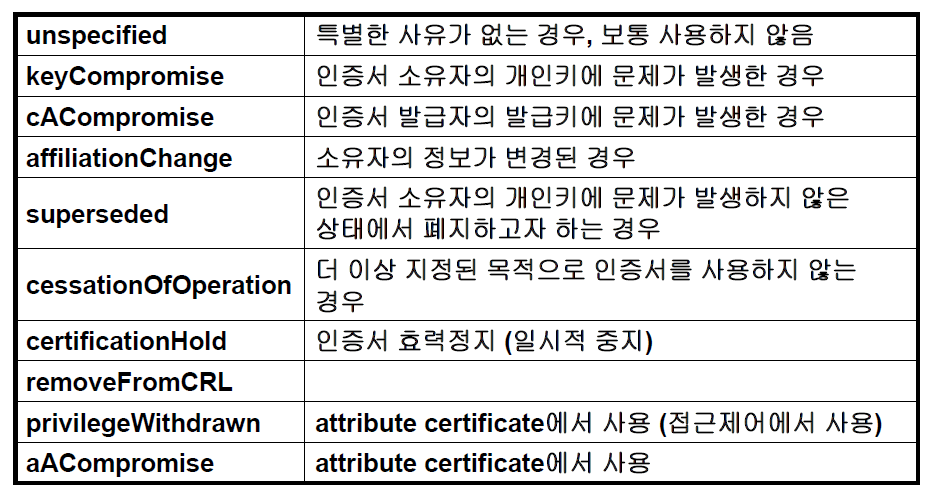 unspecified 특별한 사유가 없는 경우, 보통 사용하지 않음
keyCompromise 인증서 소유자의 개인키에 문제가 발생한 경우
cACompromise 인증서 발급자의 발급키에 문제가 발생한 경우
affiliationChange 소유자의 정보가 변경된 경우
superseded 인증서 소유자의 개인키에 문제가 발생하지 않은
상태에서 폐지하고자 하는 경우
cessationOfOperation 더 이상 지정된 목적으로 인증서를 사용하지 않는
경우
certificationHold 인증서 효력정지 (일시적 중지)
removeFromCRL
privilegeWithdrawn attribute certificate에서 사용 (접근제어에서 사용)
aACompromise attribute certificate에서 사용